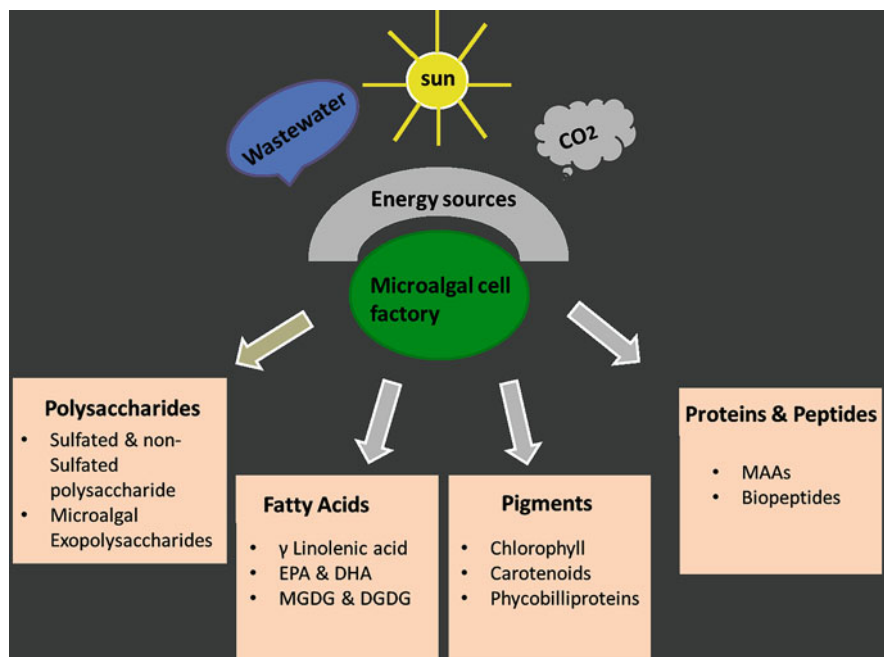 sun
Wastewater
CO2
Energy sources
Microalgal cell
factory
Polysaccharides
• Sulfated & non-
Sulfated
polysaccharide
• Microalgal
Exopolysaccharides
Fatty Acids
• γ Linolenic acid
• EPA & DHA
• MGDG & DGDG
Pigments
• Chlorophyll
• Carotenoids
• Phycobilliproteins
Proteins & Peptides
• MAAs
• Biopeptides